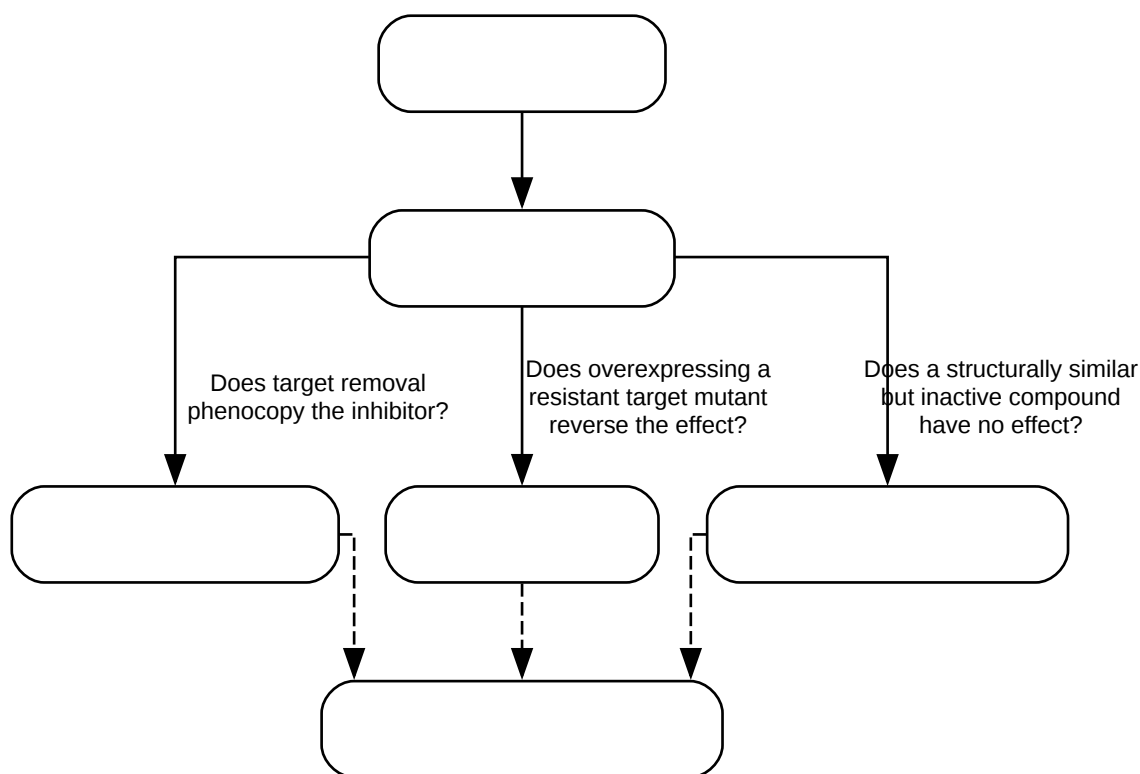 Does target removal
phenocopy the inhibitor?
Does overexpressing a
resistant target mutant
reverse the effect?
Does a structurally similar
but inactive compound
have no effect?